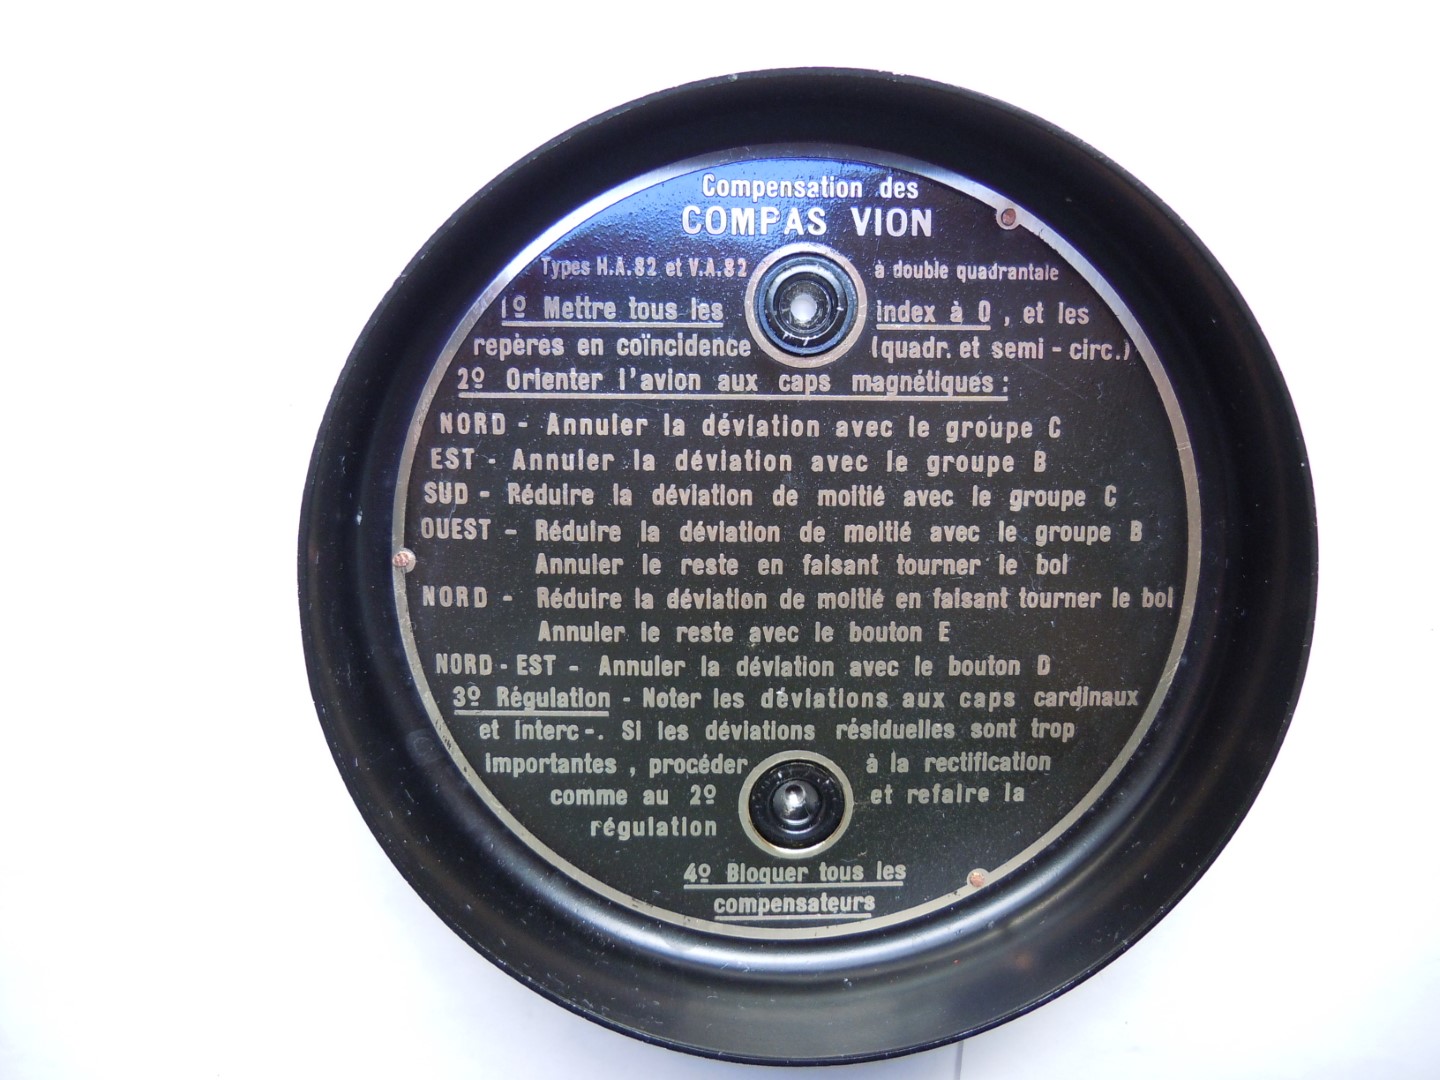 Compensation des
COMPAS VION
Types H.A.82 et V.A.82 à double quadrantale
1º Mettre tous les index à 0 , et les
repères en coïncidence (quadr. et semi - circ.)
2º Orienter l'avion aux caps magnétiques :
NORD - Annuler la déviation avec le groupe C
EST - Annuler la déviation avec le groupe B
SUD - Réduire la déviation de moitié avec le groupe C
OUEST - Réduire la déviation de moitié avec le groupe B
Annuler le reste en faisant tourner le bol
NORD - Réduire la déviation de moitié en faisant tourner le bol
Annuler le reste avec le bouton E
NORD - EST - Annuler la déviation avec le bouton D
3º Régulation - Noter les déviations aux caps cardinaux
et interc-. Si les déviations résiduelles sont trop
importantes , procéder à la rectification
comme au 2º et refaire la
régulation
4º Bloquer tous les
compensateurs